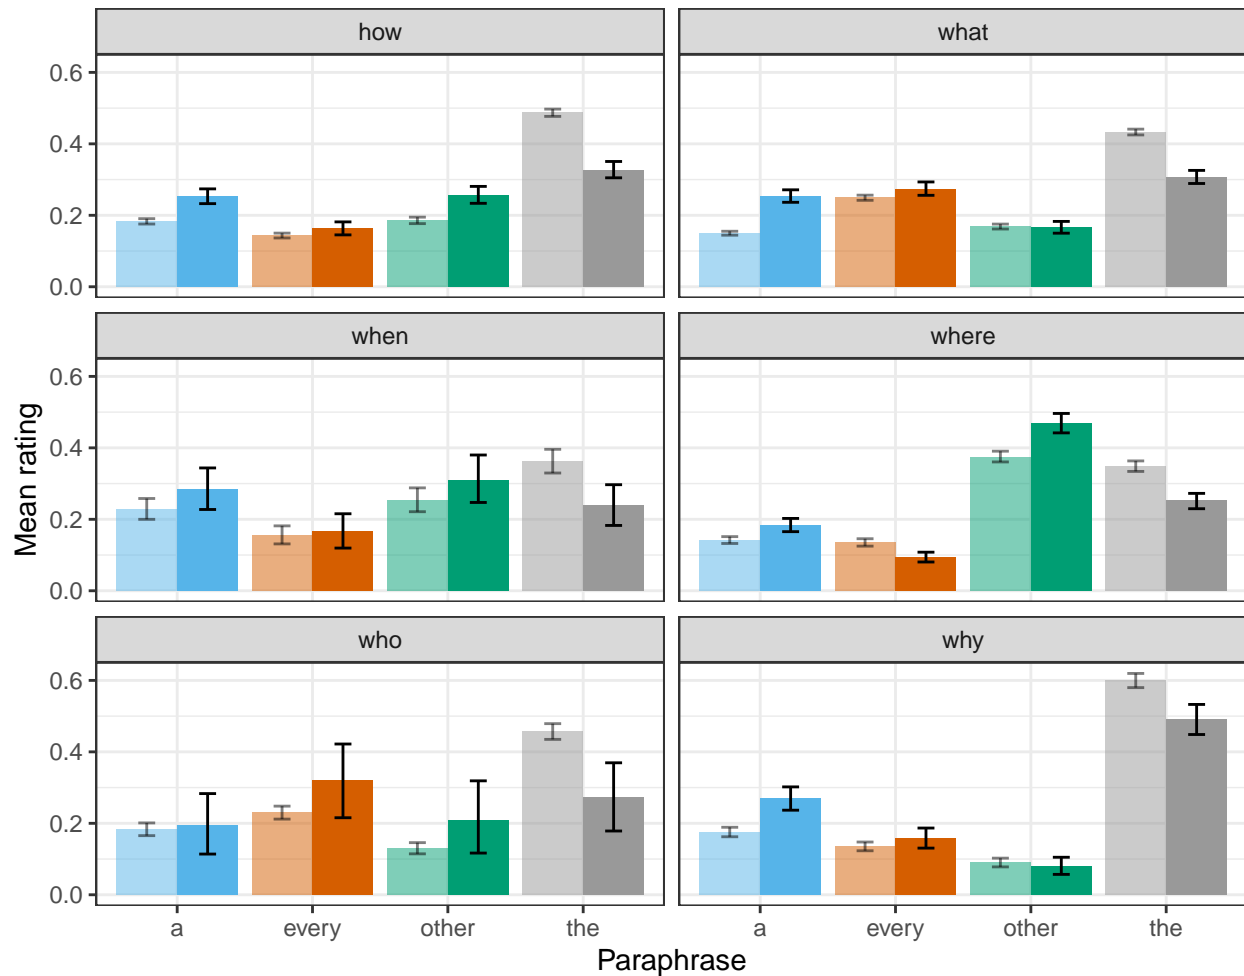 how
what
0.6
0.4
0.2
0.0
when
where
0.6
0.4
0.2
0.0
who
why
0.6
0.4
0.2
0.0
a
every
other
the
a
every
other
the
Mean rating
Paraphrase